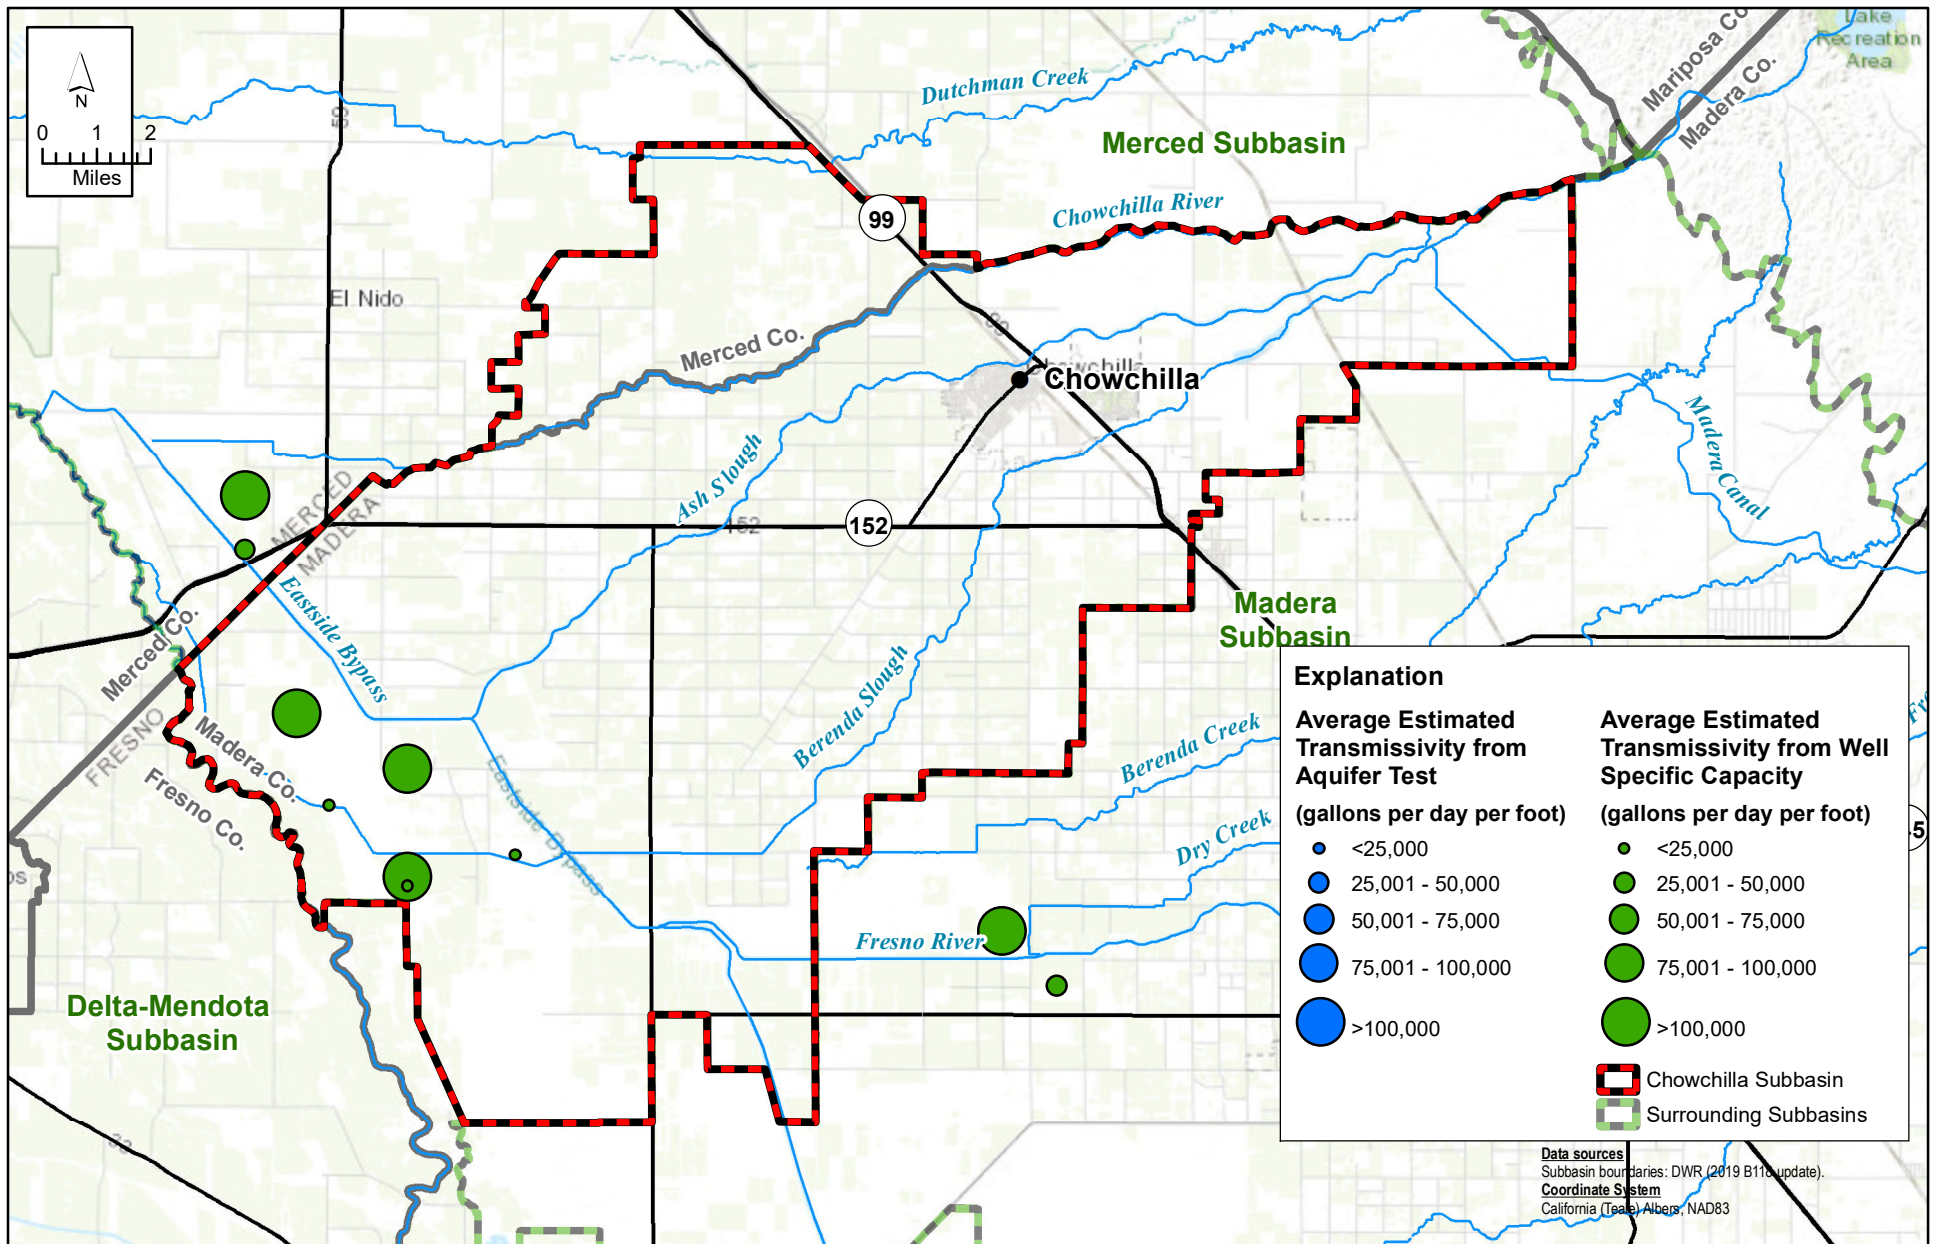 N
0 1 2
Miles
59
Dutchman Creek
Merced Subbasin
Mariposa Co.
Madera Co.
Lake
Recreation
Area
Chowchilla River
99
El Nido
Merced Co.
99
Chowchilla
Chowchilla
Ash Slough
Madera Canal
MERCED
MADERA
152
152
Eastside Bypass
Merced Co.
Madera
Subbasin
Berenda Slough
FRESNO
Madera Co.
Fresno Co.
Eastside Bypass
Berenda Creek
Dry Creek
Fresno River
Delta-Mendota
Subbasin
33
Explanation
Average Estimated
Transmissivity from
Aquifer Test
(gallons per day per foot)
<25,000
25,001 - 50,000
50,001 - 75,000
75,001 - 100,000
>100,000
Average Estimated
Transmissivity from Well
Specific Capacity
(gallons per day per foot)
<25,000
25,001 - 50,000
50,001 - 75,000
75,001 - 100,000
>100,000
Chowchilla Subbasin
Surrounding Subbasins
Data sources
Subbasin boundaries: DWR (2019 B118 update).
Coordinate System
California (Teale) Albers, NAD83